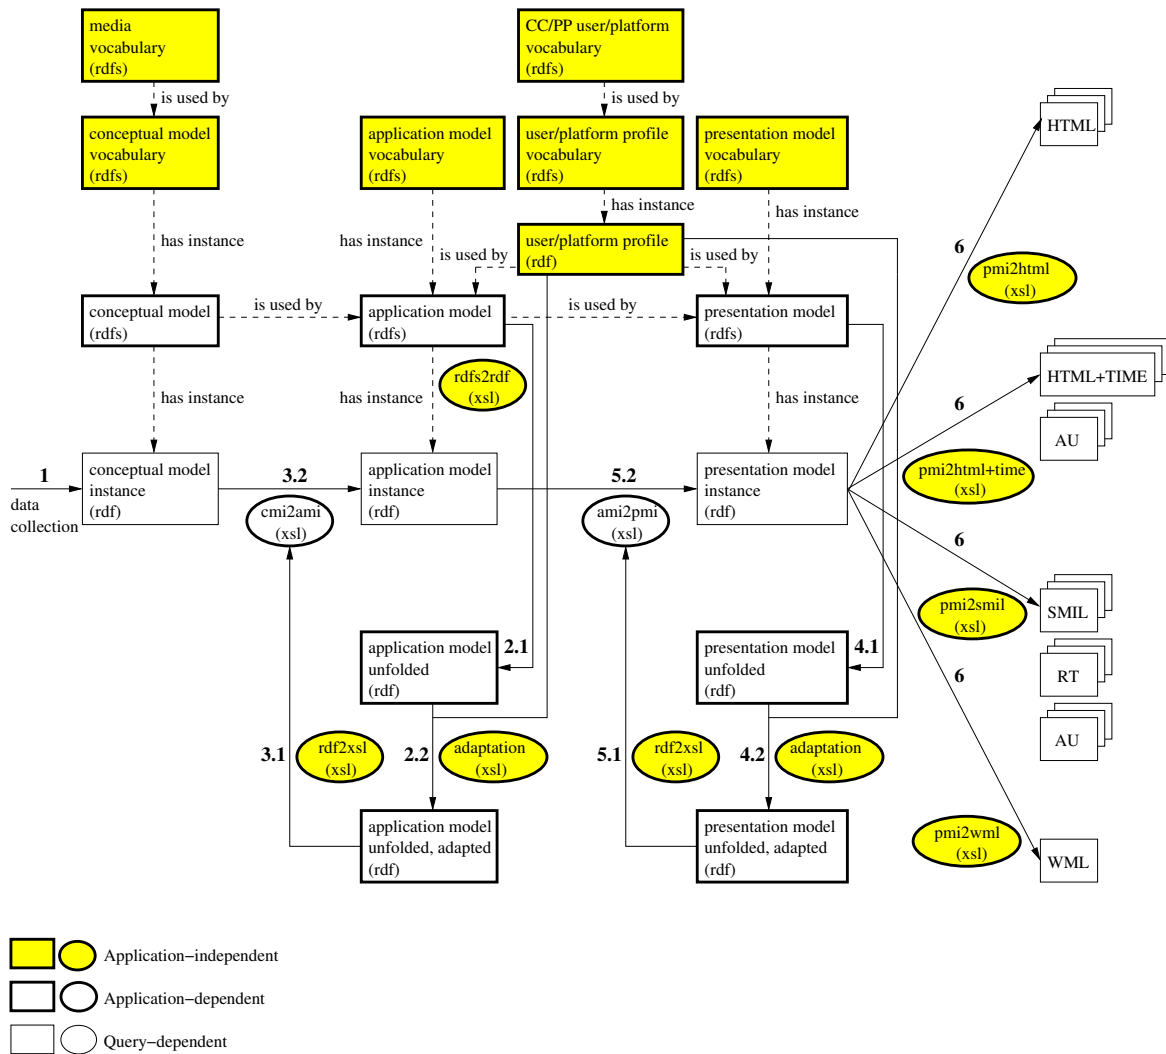 media
vocabulary
(rdfs)
CC/PP user/platform
vocabulary
(rdfs)
is used by
is used by
conceptual model
vocabulary
(rdfs)
application model
vocabulary
(rdfs)
user/platform profile
vocabulary
(rdfs)
presentation model
vocabulary
(rdfs)
HTML
has instance
has instance
has instance
has instance
user/platform profile
(rdf)
is used by
is used by
6
pmi2html
(xsl)
conceptual model
(rdfs)
is used by
application model
(rdfs)
is used by
presentation model
(rdfs)
rdfs2rdf
(xsl)
HTML+TIME
has instance
has instance
has instance
6
AU
1
data
collection
conceptual model
instance
(rdf)
3.2
cmi2ami
(xsl)
application model
instance
(rdf)
5.2
ami2pmi
(xsl)
presentation model
instance
(rdf)
pmi2html+time
(xsl)
6
pmi2smil
(xsl)
SMIL
application model
unfolded
(rdf)
2.1
presentation model
unfolded
(rdf)
4.1
6
RT
AU
3.1
rdf2xsl
(xsl)
2.2
adaptation
(xsl)
5.1
rdf2xsl
(xsl)
4.2
adaptation
(xsl)
application model
unfolded, adapted
(rdf)
presentation model
unfolded, adapted
(rdf)
pmi2wml
(xsl)
WML
Application−independent
Application−dependent
Query−dependent